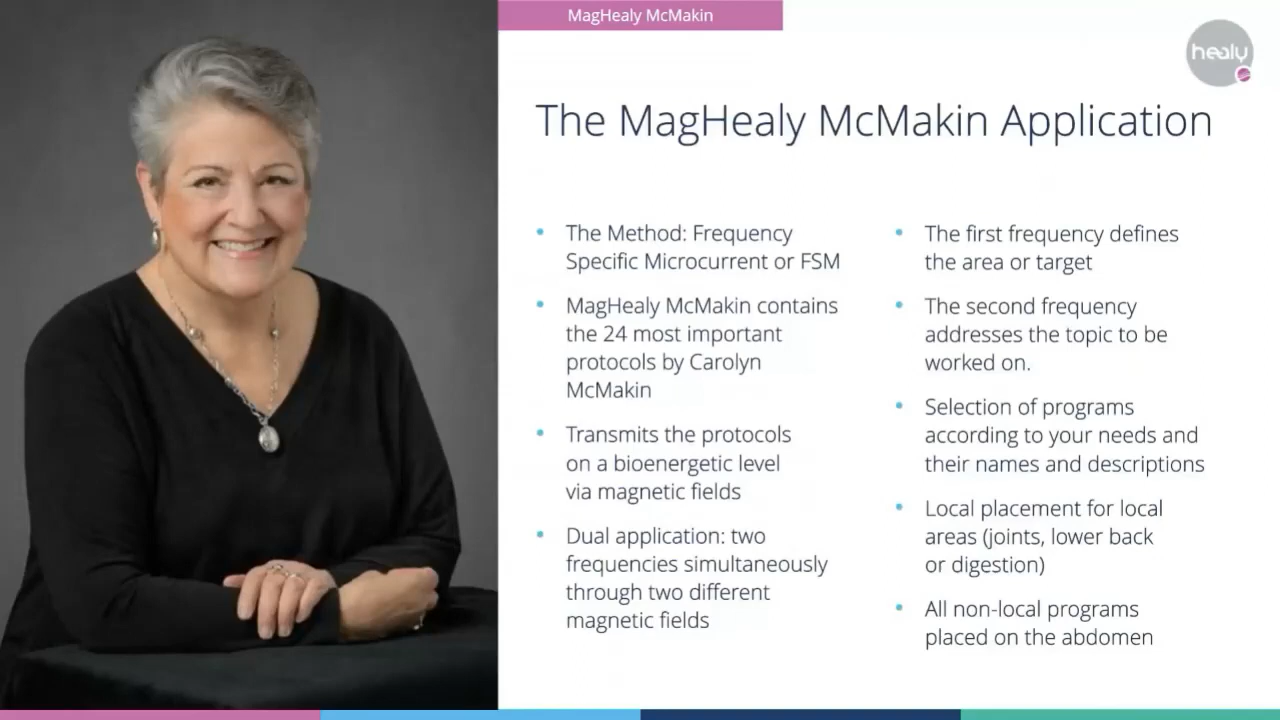 MagHealy McMakin
healy
The MagHealy McMakin Application
• The Method: Frequency
Specific Microcurrent or FSM
• MagHealy McMakin contains
the 24 most important
protocols by Carolyn
McMakin
• Transmits the protocols
on a bioenergetic level
via magnetic fields
• Dual application: two
frequencies simultaneously
through two different
magnetic fields
• The first frequency defines
the area or target
• The second frequency
addresses the topic to be
worked on.
• Selection of programs
according to your needs and
their names and descriptions
• Local placement for local
areas (joints, lower back
or digestion)
• All non-local programs
placed on the abdomen